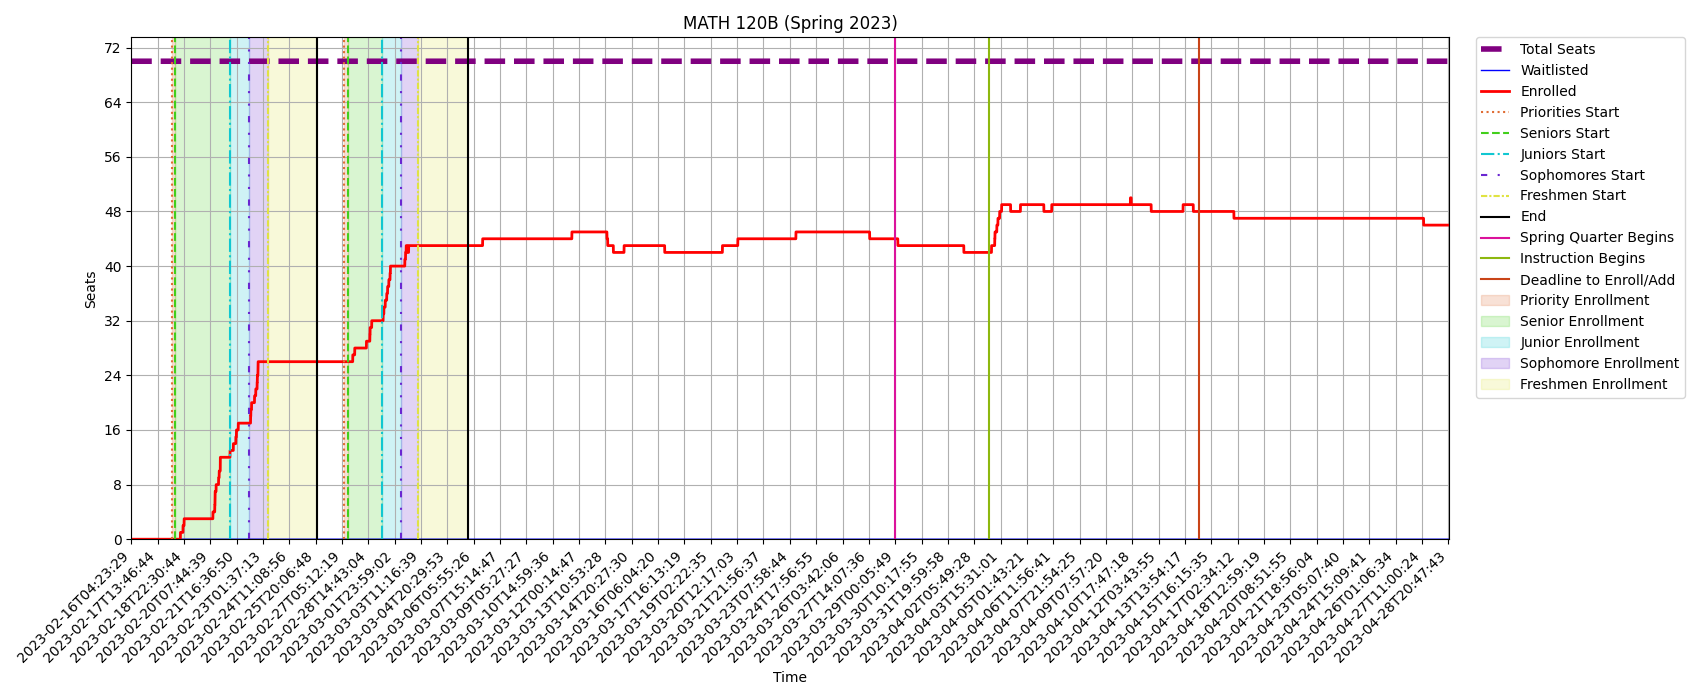 MATH 120B (Spring 2023)
72
64
56
48
40
32
24
16
8
0
Seats
2023-02-16T04:23:29
2023-02-17T13:46:44
2023-02-18T22:30:44
2023-02-20T07:44:39
2023-02-21T16:36:50
2023-02-23T01:37:13
2023-02-24T11:08:56
2023-02-25T20:06:48
2023-02-27T05:12:19
2023-02-28T14:43:04
2023-03-01T23:59:02
2023-03-03T11:16:39
2023-03-04T20:29:53
2023-03-06T05:55:26
2023-03-07T15:14:47
2023-03-09T05:27:27
2023-03-10T14:59:36
2023-03-12T00:14:47
2023-03-13T10:53:28
2023-03-14T20:27:30
2023-03-16T06:04:20
2023-03-17T16:13:19
2023-03-19T02:22:35
2023-03-20T12:17:03
2023-03-21T21:56:37
2023-03-23T07:58:44
2023-03-24T17:56:55
2023-03-26T03:42:06
2023-03-27T14:07:36
2023-03-29T00:05:49
2023-03-30T10:17:55
2023-03-31T19:59:58
2023-04-02T05:49:28
2023-04-03T15:31:01
2023-04-05T01:43:21
2023-04-06T11:56:41
2023-04-07T21:54:25
2023-04-09T07:57:20
2023-04-10T17:47:18
2023-04-12T03:43:55
2023-04-13T13:54:17
2023-04-15T16:15:35
2023-04-17T02:34:12
2023-04-18T12:59:19
2023-04-20T08:51:55
2023-04-21T18:56:04
2023-04-23T05:07:40
2023-04-24T15:09:41
2023-04-26T01:06:34
2023-04-27T11:00:24
2023-04-28T20:47:43
Time
Total Seats
Waitlisted
Enrolled
Priorities Start
Seniors Start
Juniors Start
Sophomores Start
Freshmen Start
End
Spring Quarter Begins
Instruction Begins
Deadline to Enroll/Add
Priority Enrollment
Senior Enrollment
Junior Enrollment
Sophomore Enrollment
Freshmen Enrollment